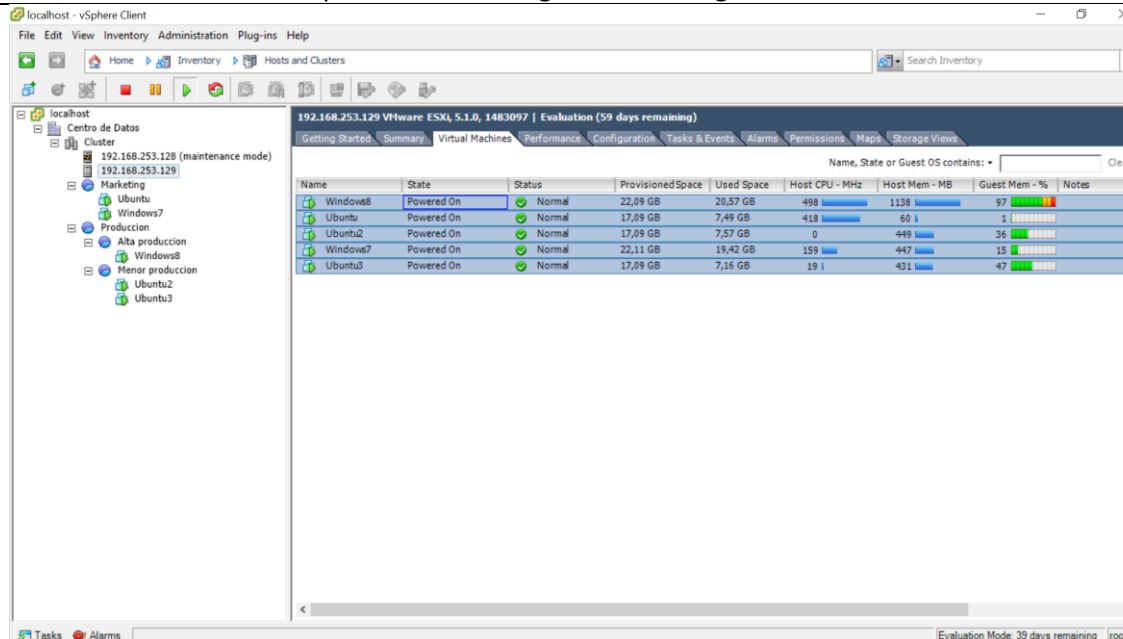 localhost - vSphere Client
File Edit View Inventory Administration Plug-ins Help
Home Inventory Hosts and Clusters
Search Inventory
localhost
Centro de Datos
Cluster
192.168.253.128 (maintenance mode)
192.168.253.129
Marketing
Ubuntu
Windows7
Produccion
Alta produccion
Windows8
Menor produccion
Ubuntu2
Ubuntu3
192.168.253.129 VMware ESXi, 5.1.0, 1483097 | Evaluation (59 days remaining)
Getting Started Summary Virtual Machines Performance Configuration Tasks & Events Alarms Permissions Maps Storage Views
Name, State or Guest OS contains:
Name State Status Provisioned Space Used Space Host CPU - MHz Host Mem - MB Guest Mem - % Notes
Windows8 Powered On Normal 22,09 GB 20,57 GB 498 1138 97
Ubuntu Powered On Normal 17,09 GB 7,49 GB 418 60 1
Ubuntu2 Powered On Normal 17,09 GB 7,57 GB 0 449 36
Windows7 Powered On Normal 22,11 GB 19,42 GB 159 447 15
Ubuntu3 Powered On Normal 17,09 GB 7,16 GB 19 431 47
Tasks Alarms
Evaluation Mode: 39 days remaining